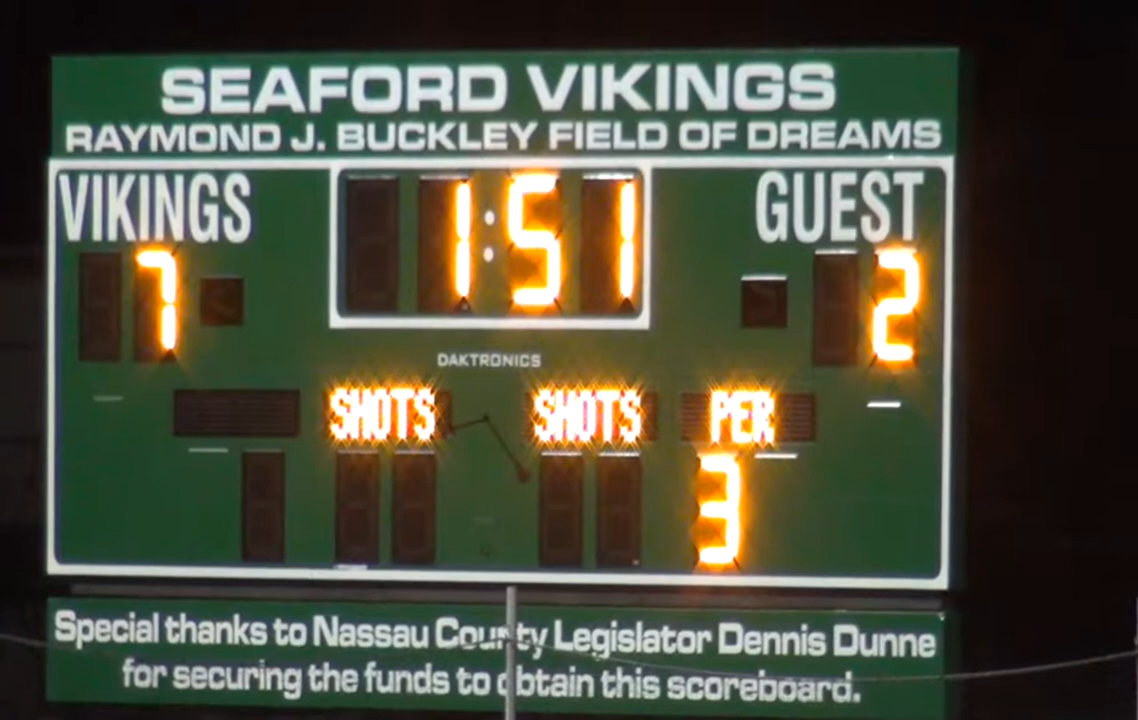 SEAFORD VIKINGS
RAYMOND J. BUCKLEY FIELD OF DREAMS
VIKINGS 1:51 GUEST
7 2
DAKTRONICS
SHOTS SHOTS PER
3
Special thanks to Nassau County Legislator Dennis Dunne
for securing the funds to obtain this scoreboard.